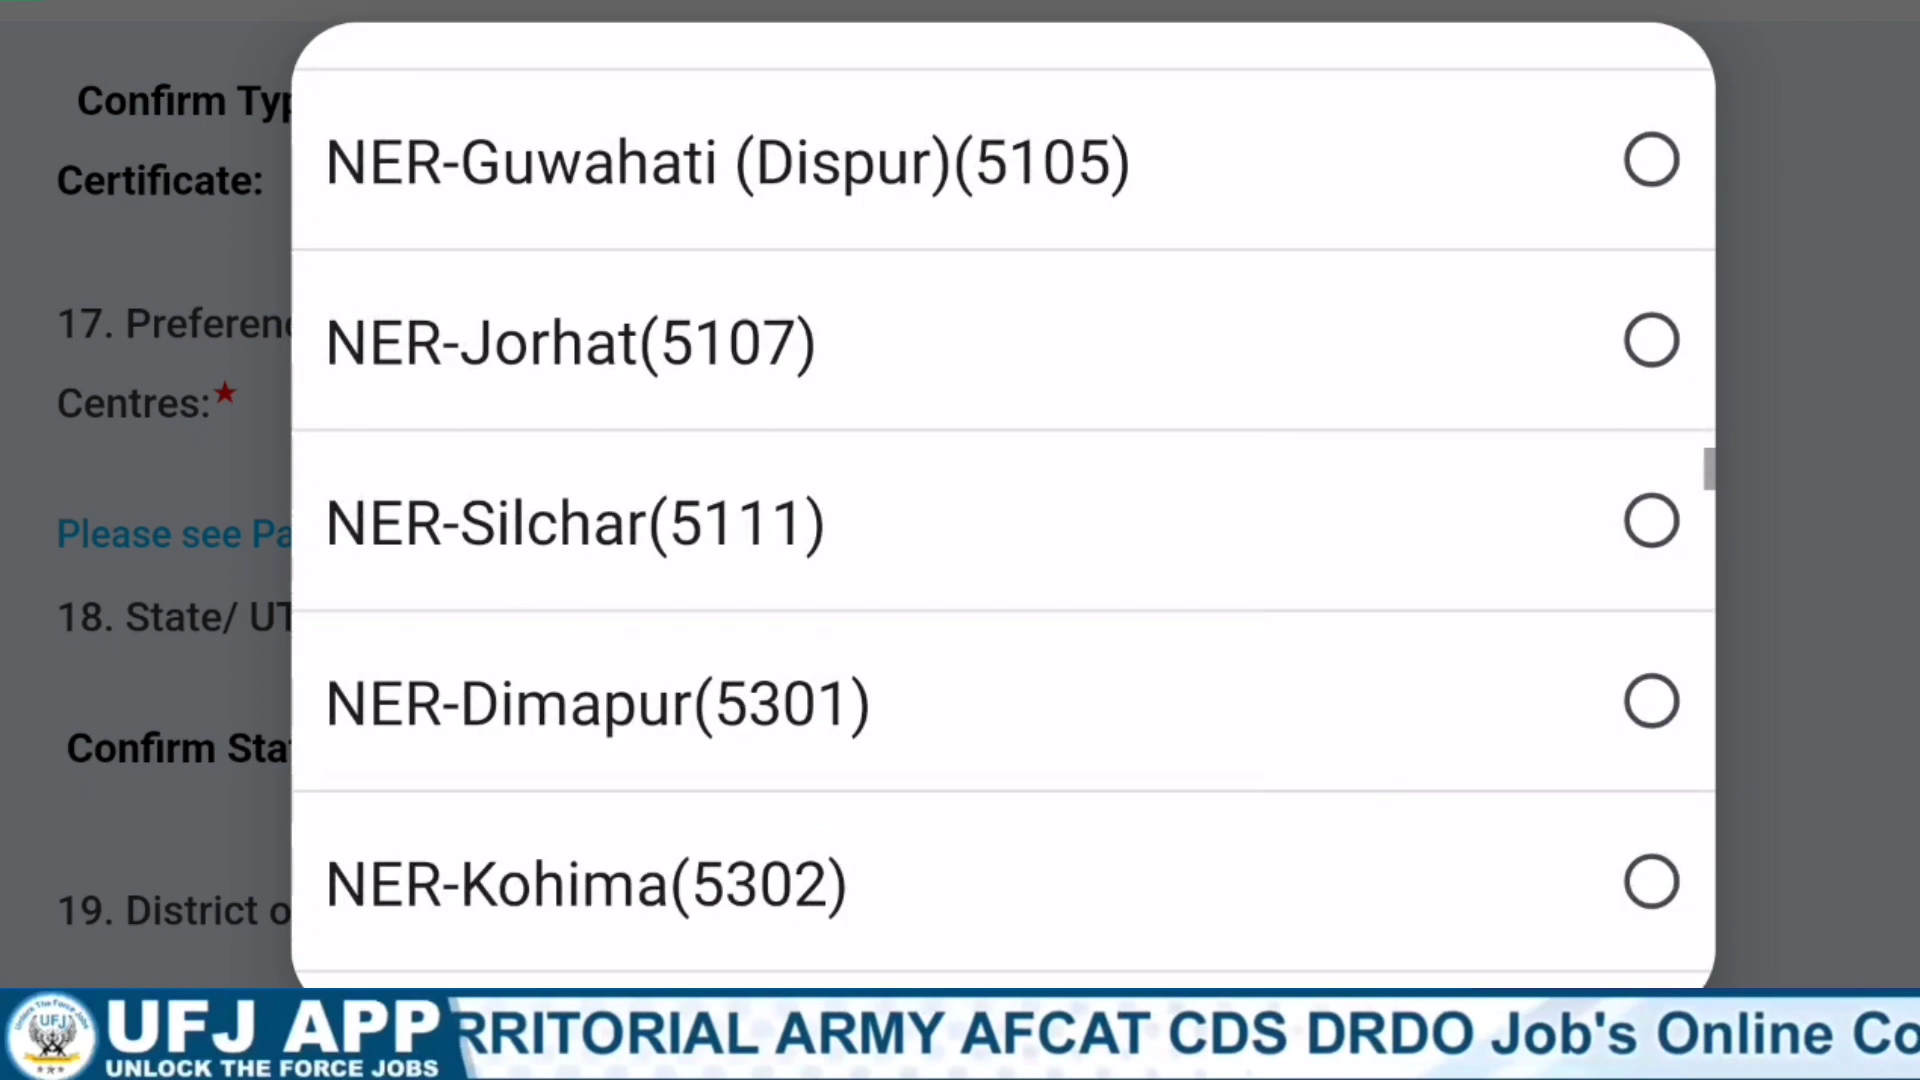 Confirm Typ
Certificate:
17. Preferenc
Centres:★
Please see Pa
18. State/ UT
Confirm Sta
19. District o
NER-Guwahati (Dispur)(5105)
NER-Jorhat(5107)
NER-Silchar(5111)
NER-Dimapur(5301)
NER-Kohima(5302)
UFJ
UFJ APP
UNLOCK THE FORCE JOBS
RRITORIAL ARMY AFCAT CDS DRDO Job's Online Co